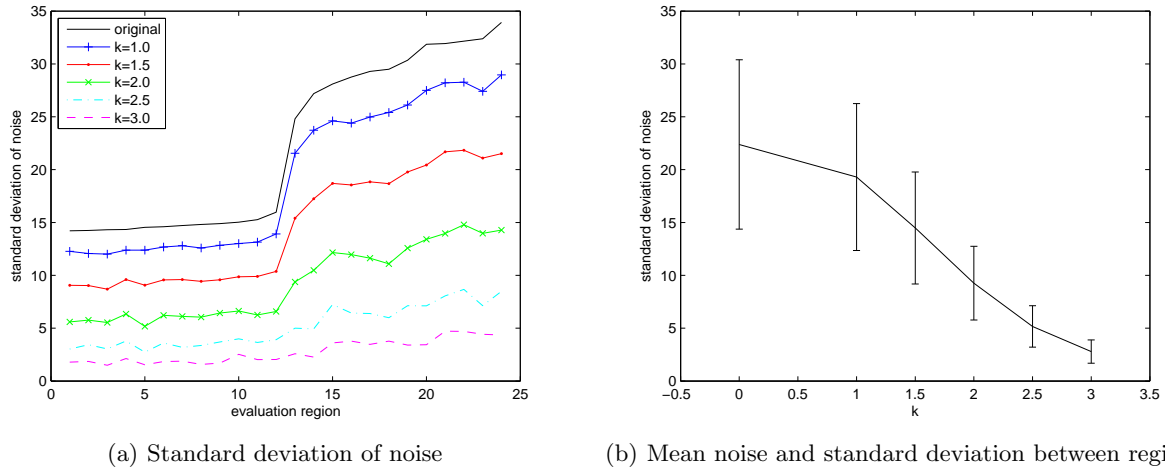 35
30
25
20
15
10
5
0
standard deviation of noise
original
k=1.0
k=1.5
k=2.0
k=2.5
k=3.0
0 5 10 15 20 25
evaluation region
(a) Standard deviation of noise
35
30
25
20
15
10
5
0
standard deviation of noise
−0.5 0 0.5 1 1.5 2 2.5 3 3.5
k
(b) Mean noise and standard deviation between regi